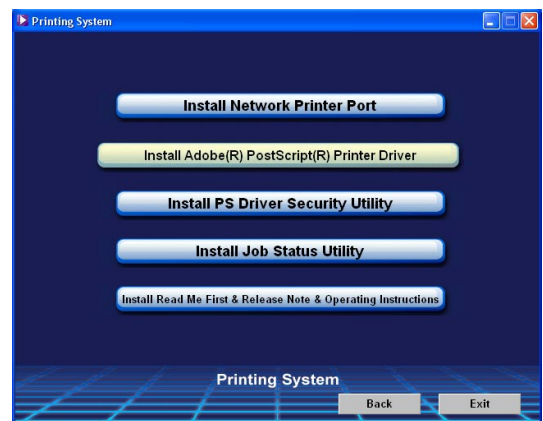 Printing System
Install Network Printer Port
Install Adobe(R) PostScript(R) Printer Driver
Install PS Driver Security Utility
Install Job Status Utility
Install Read Me First & Release Note & Operating Instructions
Printing System
Back Exit